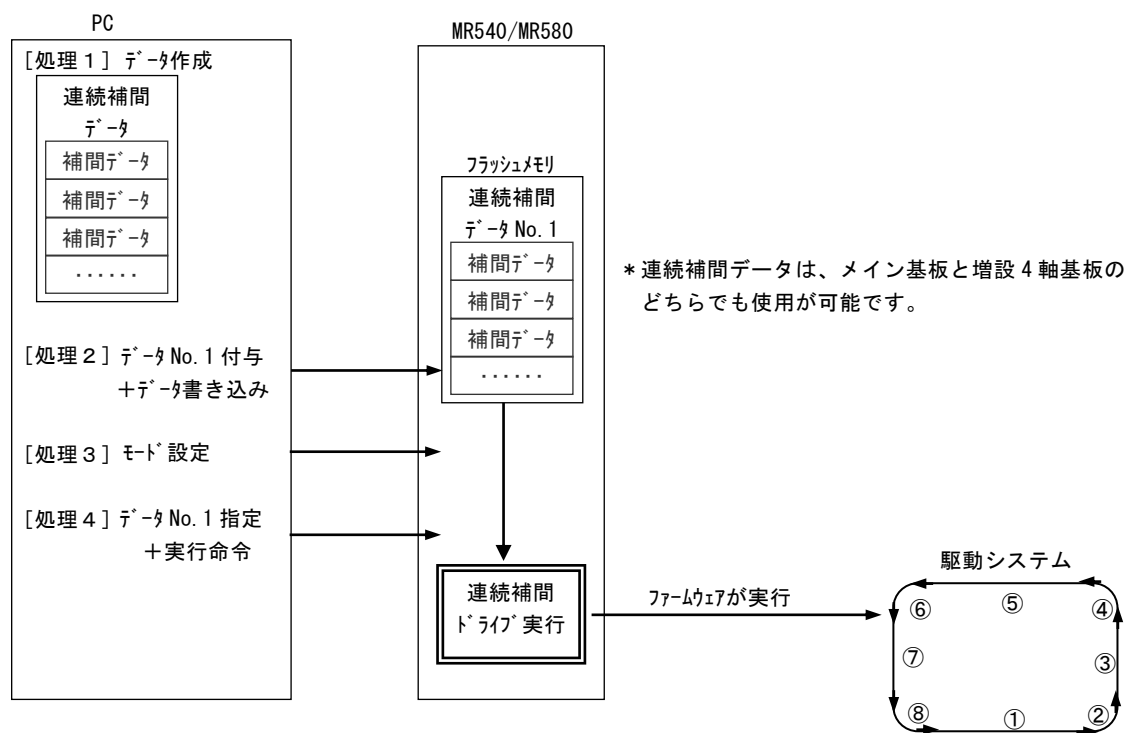 PC
[処理1] ﾃﾞｰﾀ作成
連続補間
ﾃﾞｰﾀ
補間ﾃﾞｰﾀ
補間ﾃﾞｰﾀ
補間ﾃﾞｰﾀ
‥‥‥
[処理2] ﾃﾞｰﾀ No.1 付与
＋ﾃﾞｰﾀ書き込み
[処理3] ﾓｰﾄﾞ設定
[処理4] ﾃﾞｰﾀ No.1 指定
＋実行命令
MR540/MR580
ﾌﾗｯｼｭﾒﾓﾘ
連続補間
ﾃﾞｰﾀ No.1
補間ﾃﾞｰﾀ
補間ﾃﾞｰﾀ
補間ﾃﾞｰﾀ
‥‥‥
連続補間
ﾄﾞﾗｲﾌﾞ実行
＊連続補間データは、メイン基板と増設4軸基板の
どちらでも使用が可能です。
ﾌｧｰﾑｳｪｱが実行
駆動システム
⑥ ⑤ ④
⑦ ③
⑧ ① ②